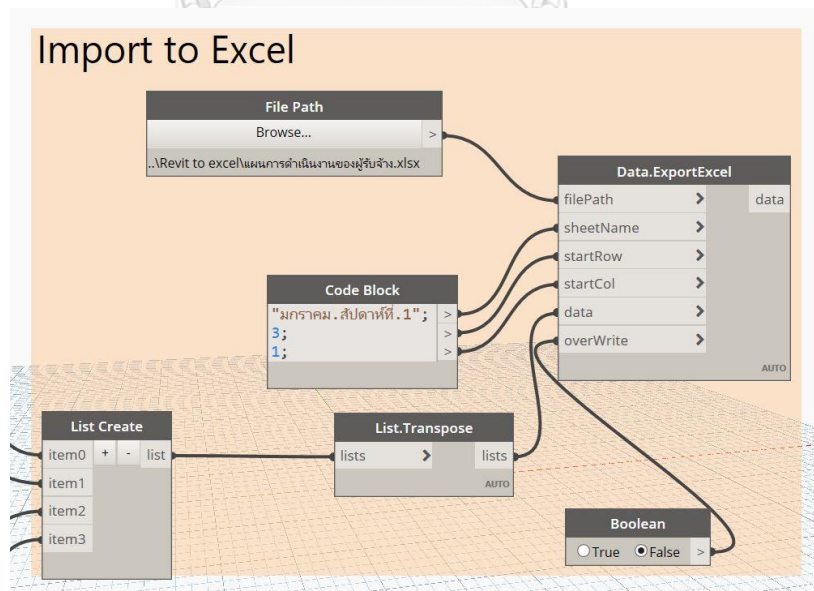 Import to Excel
File Path
Browse...
>
..\Revit to excel\แผนการดำเนินงานของผู้รับจ้าง.xlsx
Data.ExportExcel
filePath > data
sheetName >
startRow >
startCol >
data >
overWrite >
AUTO
Code Block
"มกราคม.สัปดาห์ที่.1"; >
3; >
1; >
List Create
item0 + - list
item1
item2
item3
List.Transpose
lists > lists
AUTO
Boolean
True False >